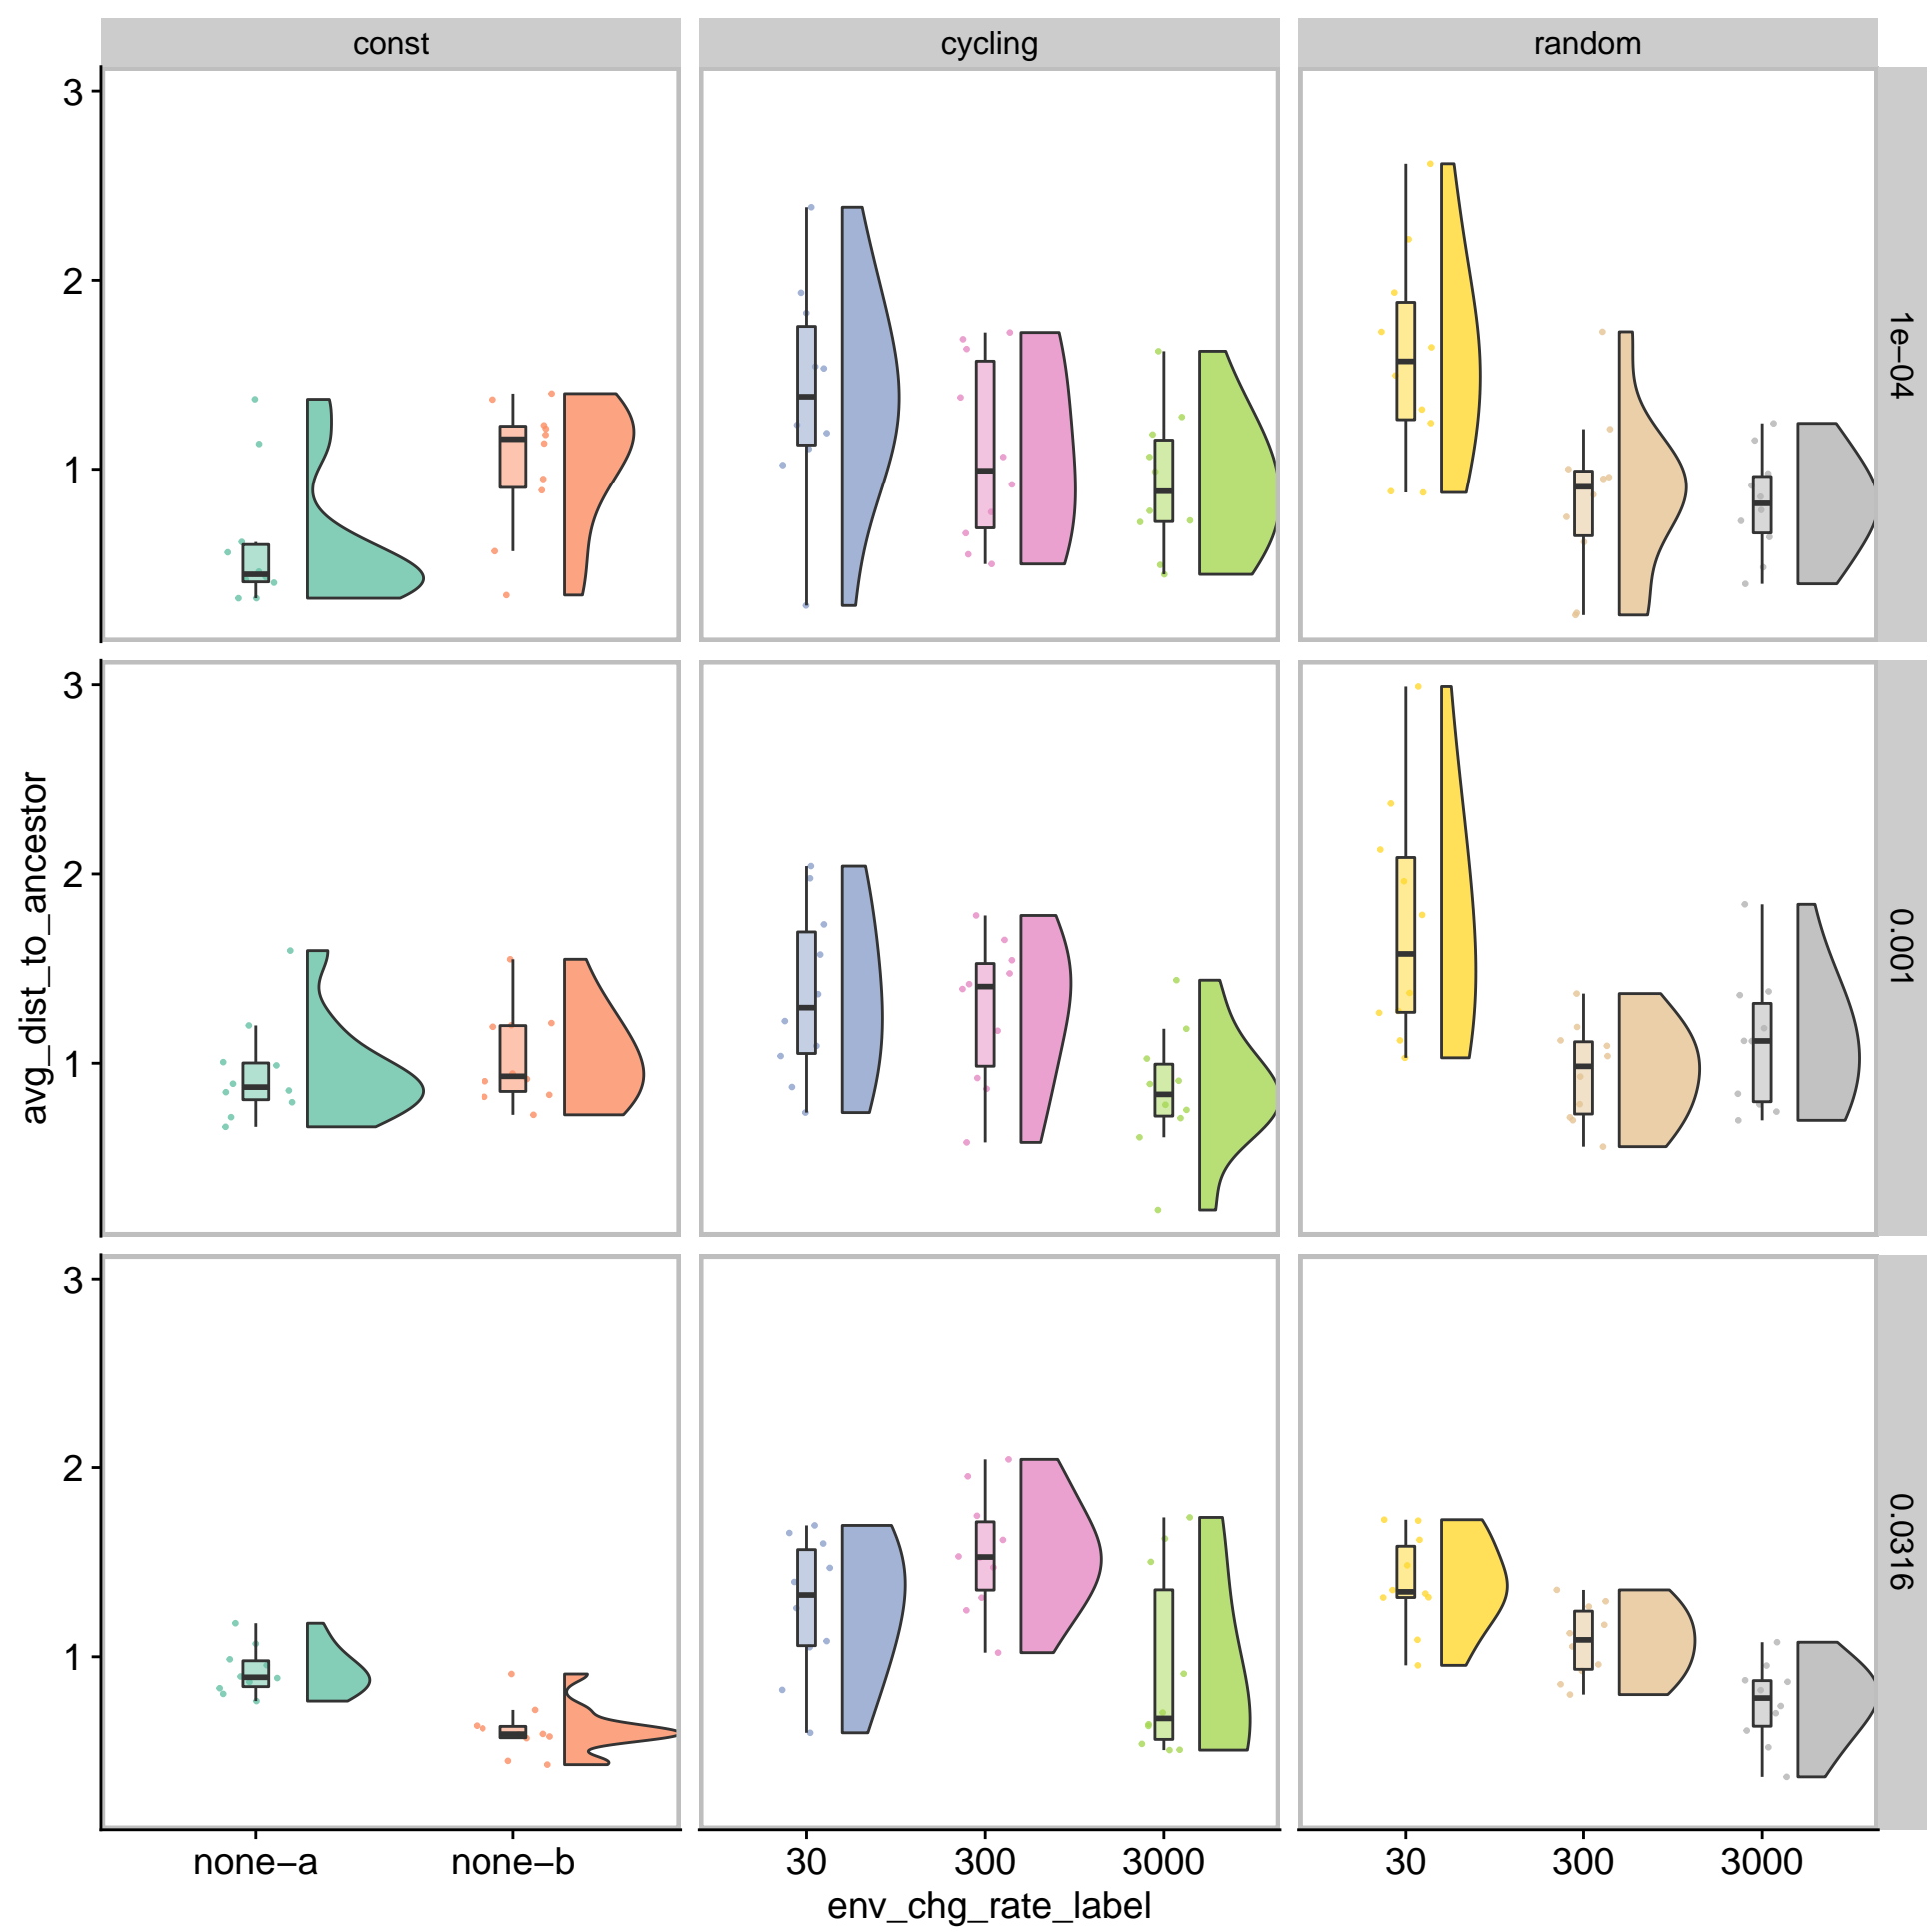 const cycling random
3
2
1
1e−04
3
2
1
0.001
3
2
1
0.0316
avg_dist_to_ancestor
none−a none−b 30 300 3000 30 300 3000
env_chg_rate_label